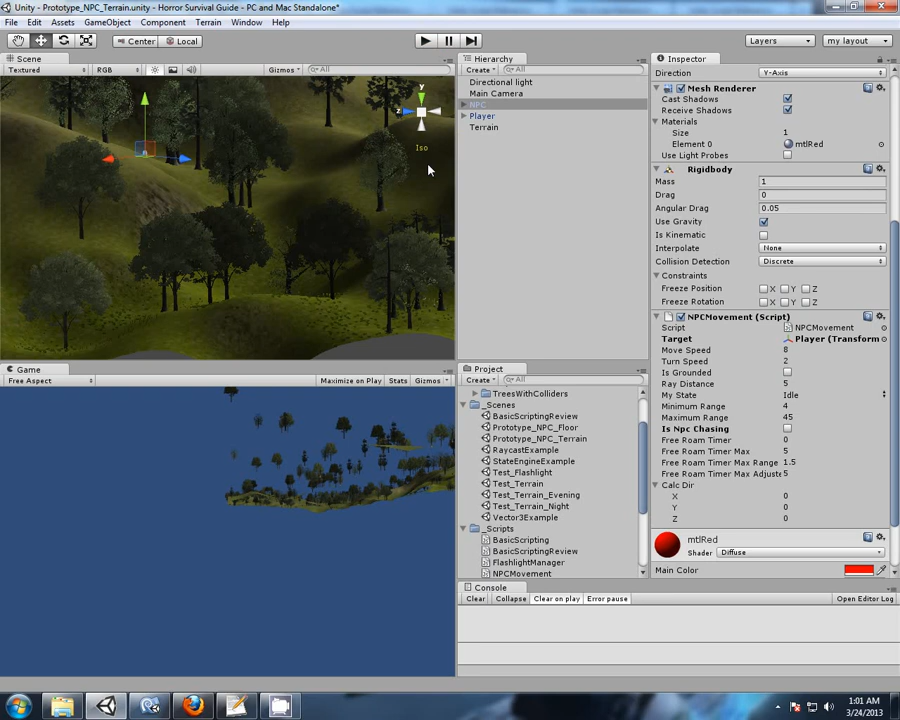 Unity - Prototype_NPC_Terrain.unity - Horror Survival Guide - PC and Mac Standalone*
File Edit Assets GameObject Component Terrain Window Help
Center Local Layers my layout
Scene
Textured RGB Gizmos All
y
z
Iso
Game
Free Aspect Maximize on Play Stats Gizmos
Hierarchy
Create All
Directional light
Main Camera
NPC
Player
Terrain
Project
Create All
TreesWithColliders
_Scenes
BasicScriptingReview
Prototype_NPC_Floor
Prototype_NPC_Terrain
RaycastExample
StateEngineExample
Test_Flashlight
Test_Terrain
Test_Terrain_Evening
Test_Terrain_Night
Vector3Example
_Scripts
BasicScripting
BasicScriptingReview
FlashlightManager
NPCMovement
Console
Clear Collapse Clear on play Error pause Open Editor Log
Inspector
Direction Y-Axis
Mesh Renderer
Cast Shadows
Receive Shadows
Materials
Size 1
Element 0 mtlRed
Use Light Probes
Rigidbody
Mass 1
Drag 0
Angular Drag 0.05
Use Gravity
Is Kinematic
Interpolate None
Collision Detection Discrete
Constraints
Freeze Position X Y Z
Freeze Rotation X Y Z
NPCMovement (Script)
Script NPCMovement
Target Player (Transform
Move Speed 8
Turn Speed 2
Is Grounded
Ray Distance 5
My State Idle
Minimum Range 4
Maximum Range 45
Is Npc Chasing
Free Roam Timer 0
Free Roam Timer Max 5
Free Roam Timer Max Range 1.5
Free Roam Timer Max Adjuste 5
Calc Dir
X 0
Y 0
Z 0
mtlRed
Shader Diffuse
Main Color
1:01 AM
3/24/2013